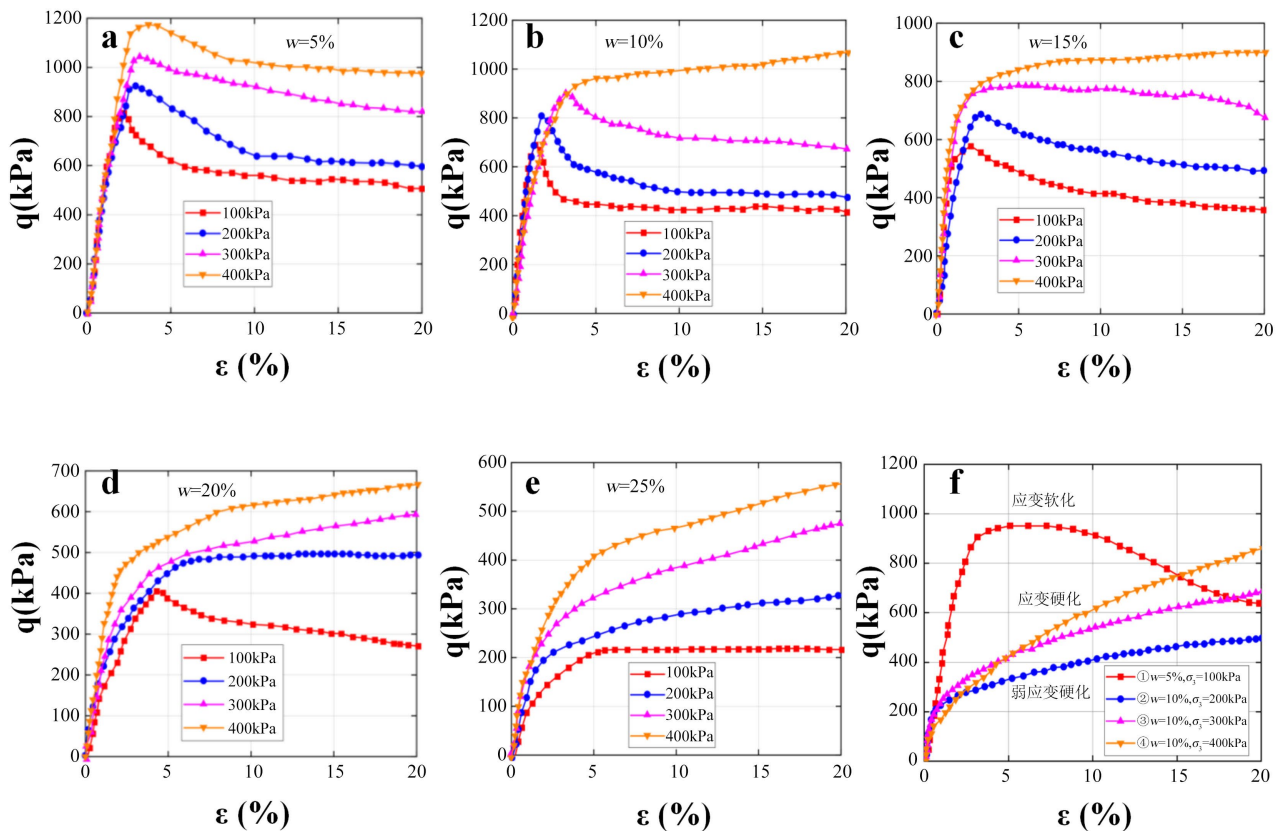 a
w=5%
1200
1000
800
600
400
200
0
q(kPa)
100kPa
200kPa
300kPa
400kPa
0 5 10 15 20
ε (%)
b
w=10%
1200
1000
800
600
400
200
0
q(kPa)
100kPa
200kPa
300kPa
400kPa
0 5 10 15 20
ε (%)
c
w=15%
1000
800
600
400
200
0
q(kPa)
100kPa
200kPa
300kPa
400kPa
0 5 10 15 20
ε (%)
d
w=20%
700
600
500
400
300
200
100
0
q(kPa)
100kPa
200kPa
300kPa
400kPa
0 5 10 15 20
ε (%)
e
w=25%
600
500
400
300
200
100
0
q(kPa)
100kPa
200kPa
300kPa
400kPa
0 5 10 15 20
ε (%)
f
1200
1000
800
600
400
200
0
q(kPa)
应变软化
应变硬化
弱应变硬化
①w=5%,σ₃=100kPa
②w=10%,σ₃=200kPa
③w=10%,σ₃=300kPa
④w=10%,σ₃=400kPa
0 5 10 15 20
ε (%)